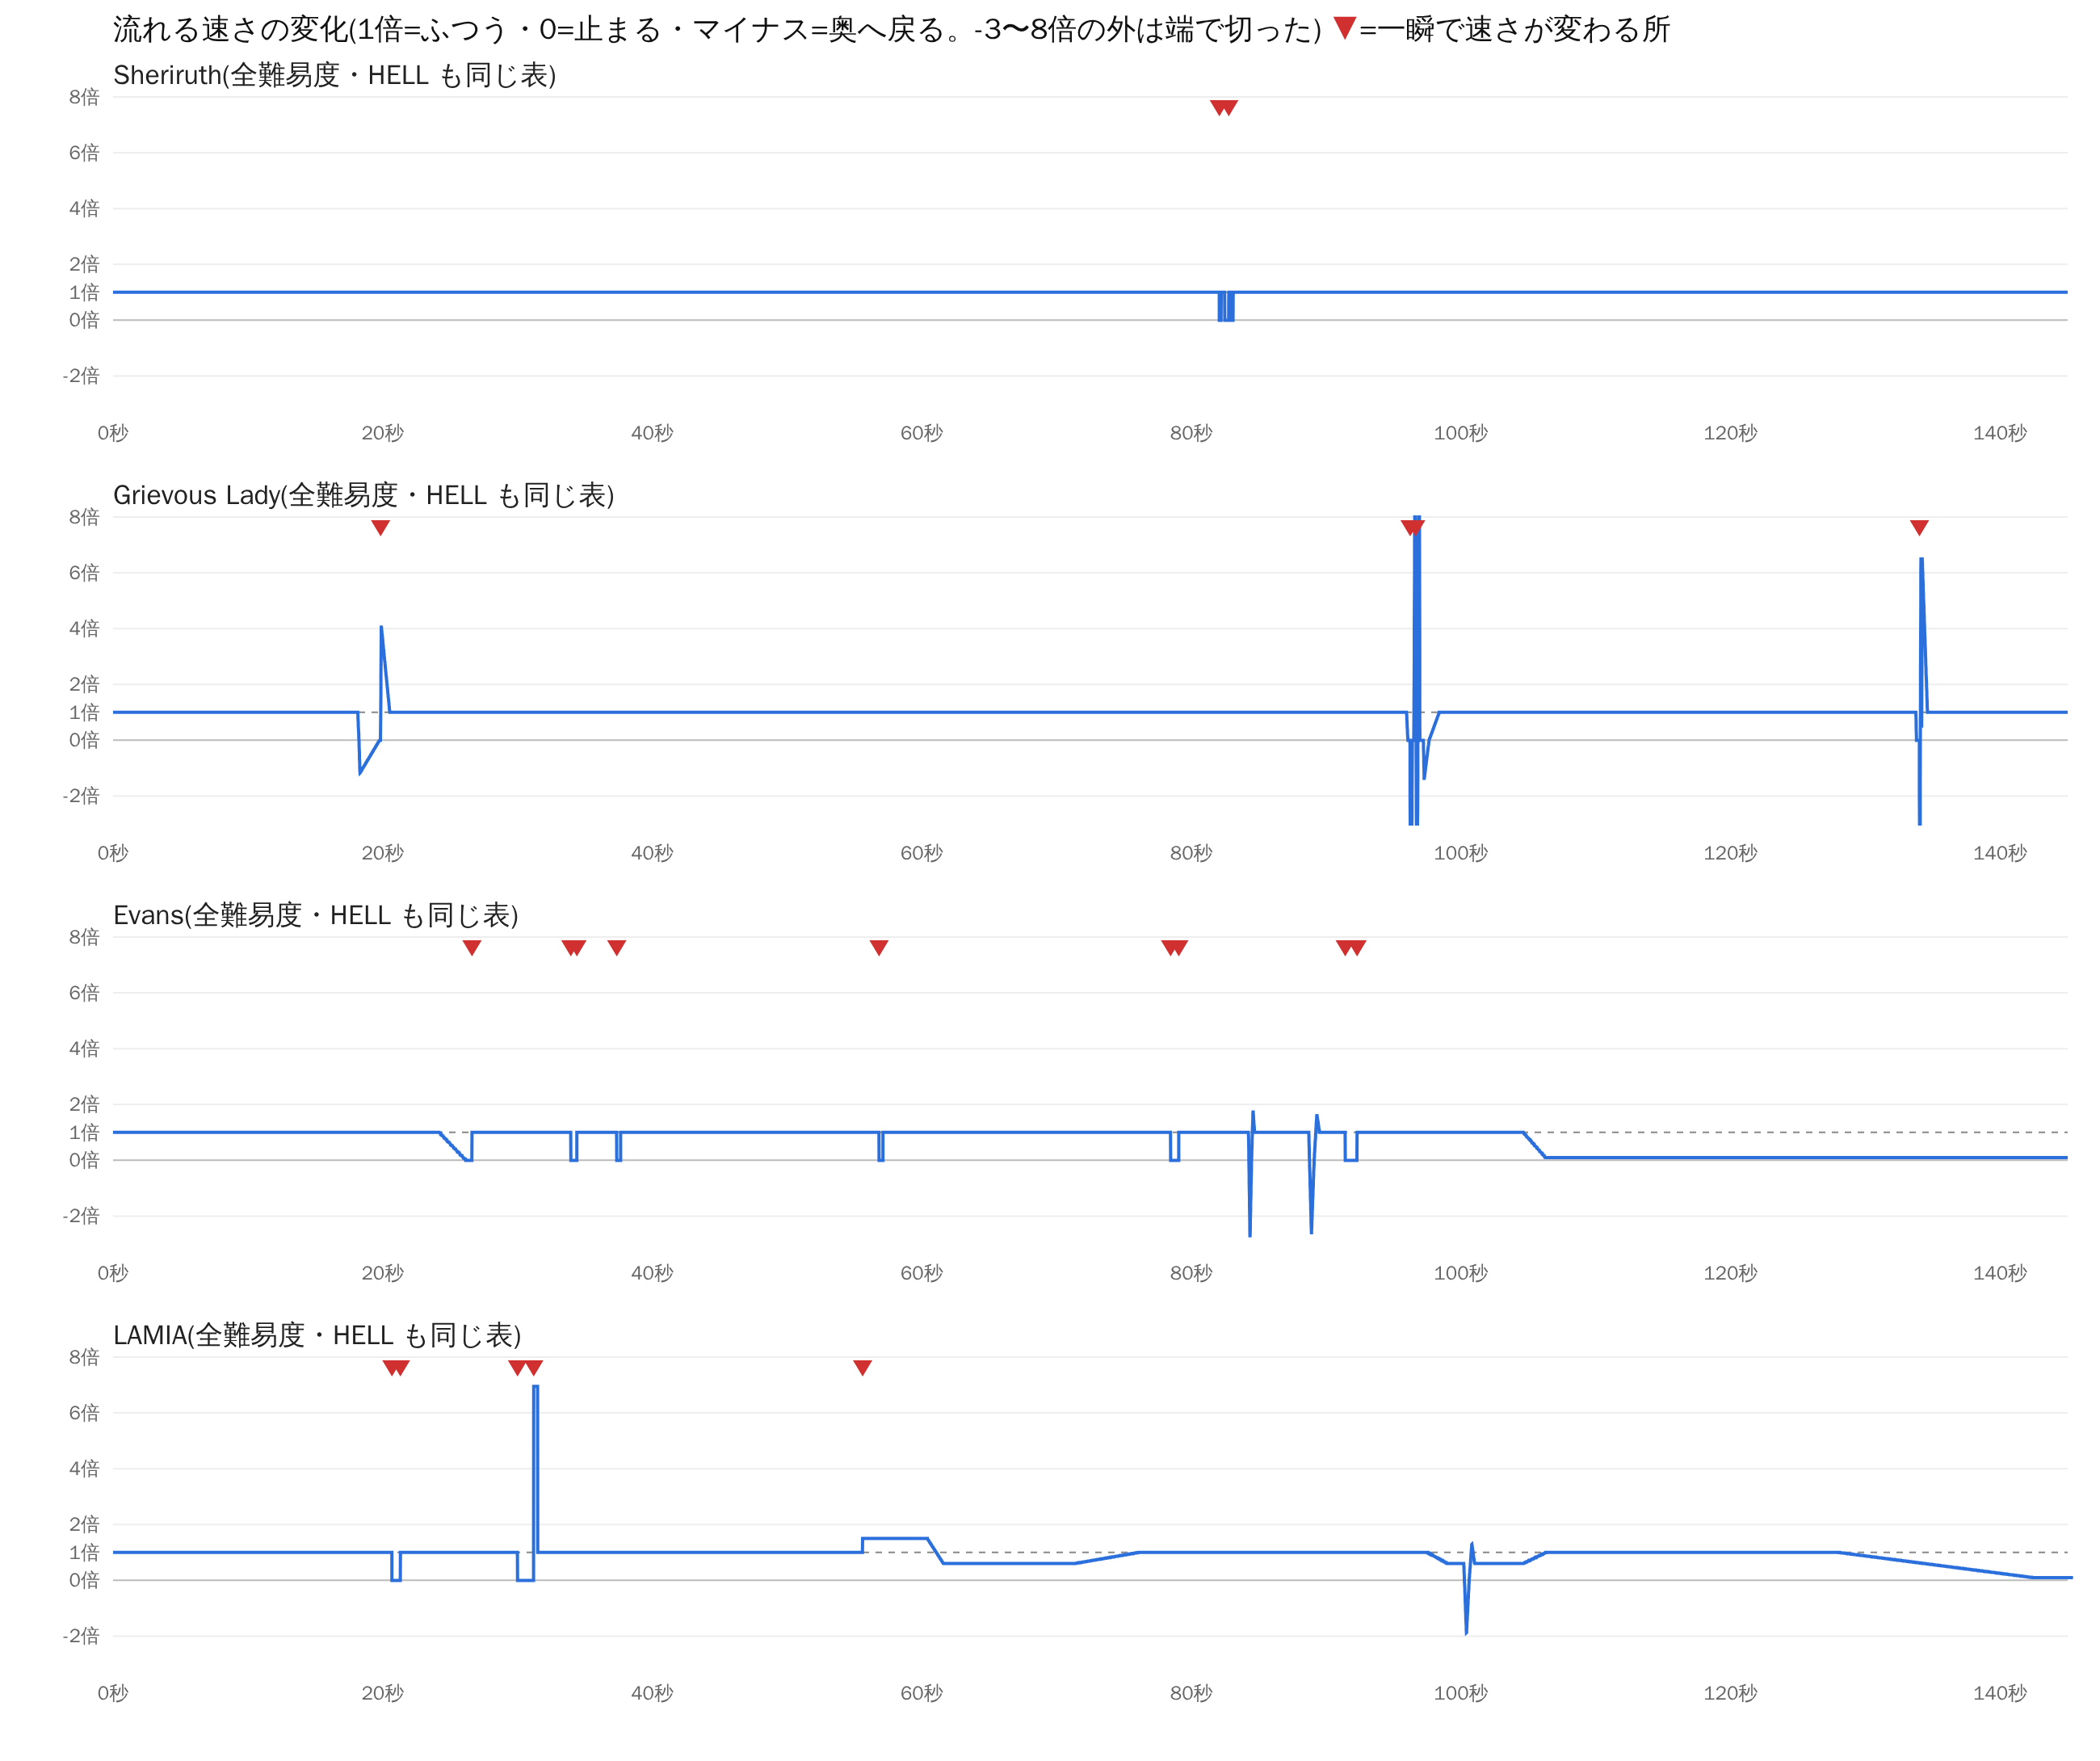 流れる速さの変化(1倍=ふつう・0=止まる・マイナス=奥へ戻る。-3〜8倍の外は端で切った) ▼=一瞬で速さが変わる所
Sheriruth(全難易度・HELL も同じ表)
8倍
6倍
4倍
2倍
1倍
0倍
-2倍
0秒 20秒 40秒 60秒 80秒 100秒 120秒 140秒
Grievous Lady(全難易度・HELL も同じ表)
8倍
6倍
4倍
2倍
1倍
0倍
-2倍
0秒 20秒 40秒 60秒 80秒 100秒 120秒 140秒
Evans(全難易度・HELL も同じ表)
8倍
6倍
4倍
2倍
1倍
0倍
-2倍
0秒 20秒 40秒 60秒 80秒 100秒 120秒 140秒
LAMIA(全難易度・HELL も同じ表)
8倍
6倍
4倍
2倍
1倍
0倍
-2倍
0秒 20秒 40秒 60秒 80秒 100秒 120秒 140秒